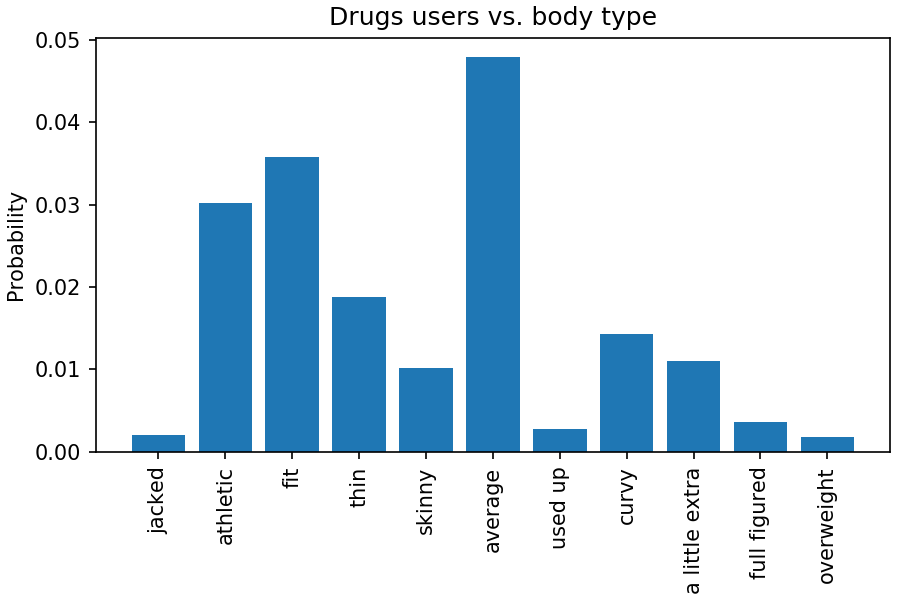 Drugs users vs. body type
Probability
0.05
0.04
0.03
0.02
0.01
0.00
jacked
athletic
fit
thin
skinny
average
used up
curvy
a little extra
full figured
overweight